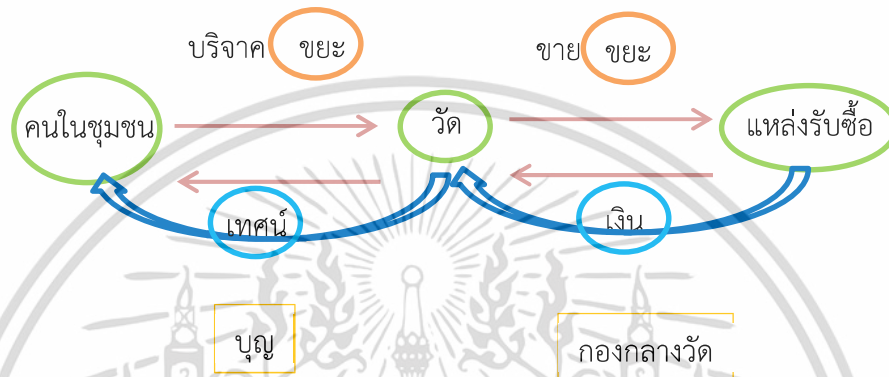 บริจาค ขยะ ขาย ขยะ
คนในชุมชน วัด แหล่งรับซื้อ
เทศน์ เงิน
บุญ กองกลางวัด